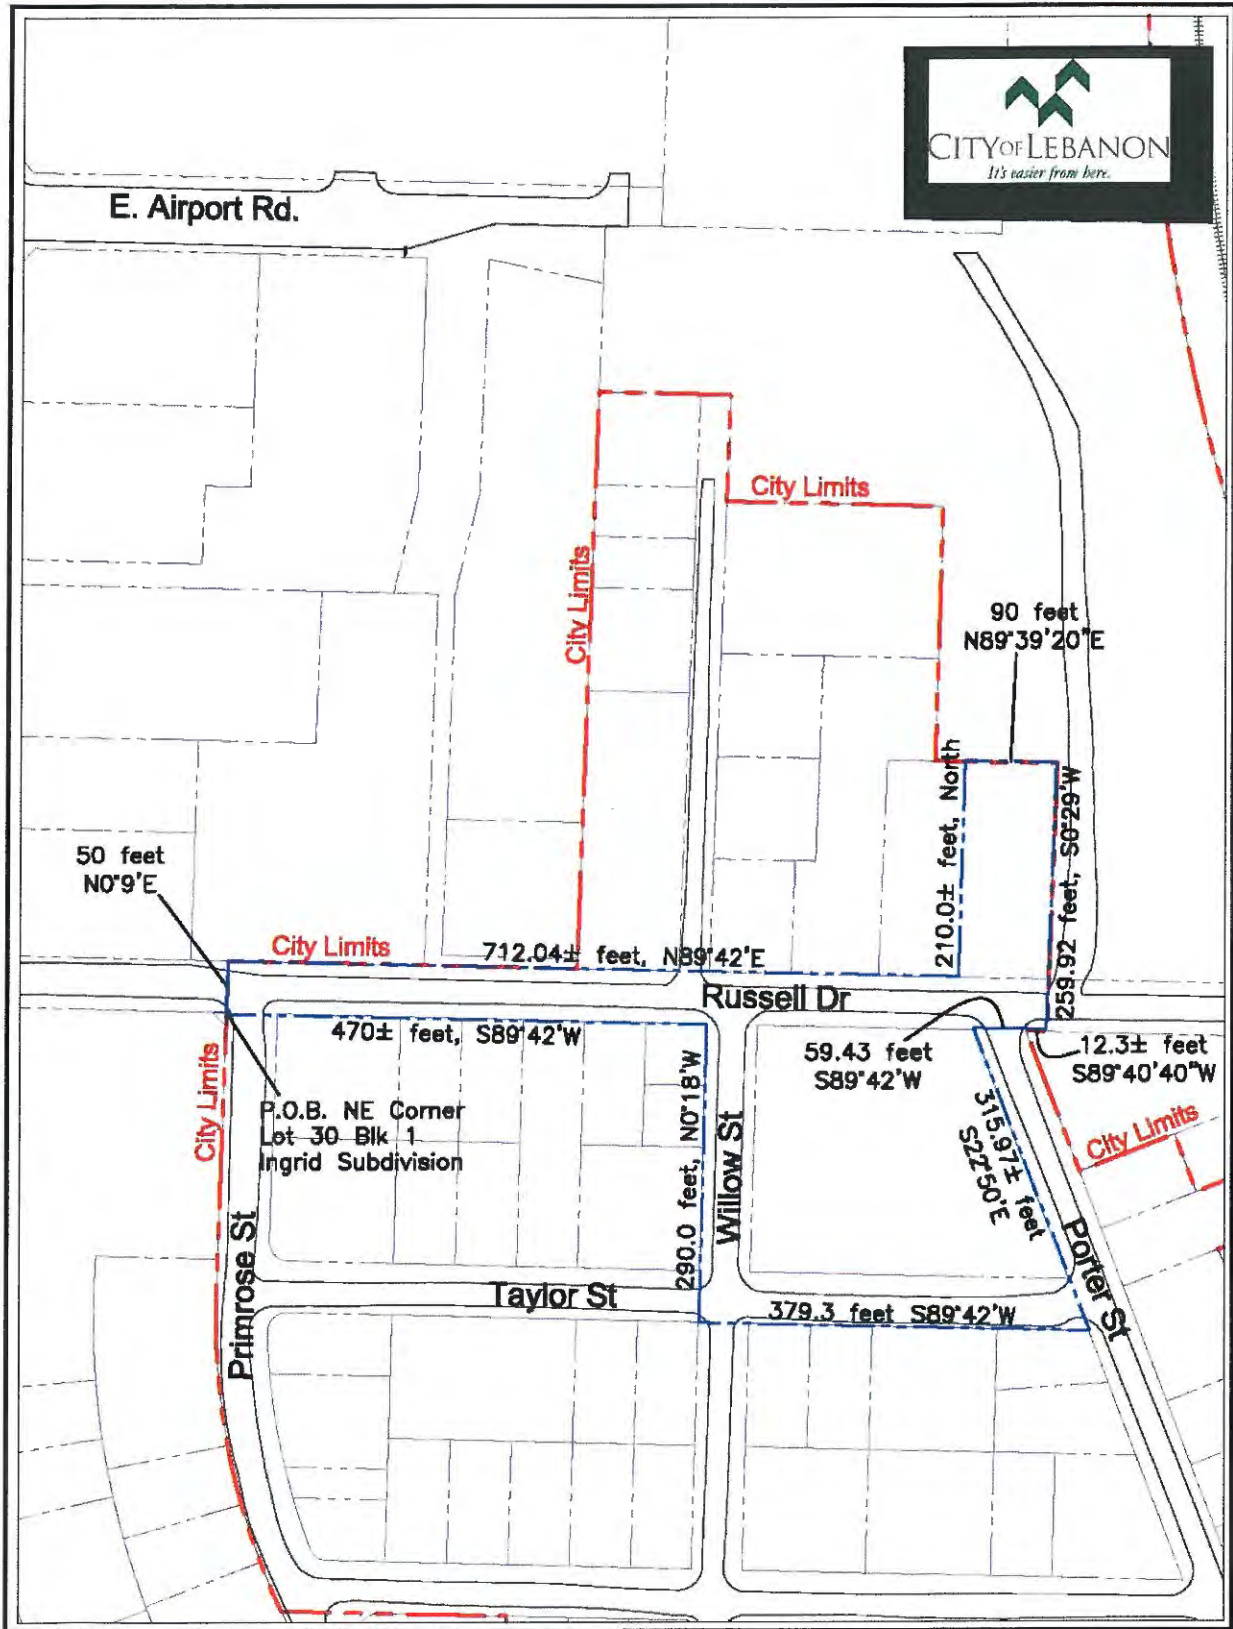 CITY OF LEBANON
It's easier from here.
E. Airport Rd.
City Limits
City Limits
90 feet
N89°39'20"E
210.0± feet, North
259.92 feet, S0°29'W
50 feet
N0°9'E
City Limits
712.04± feet, N89°42'E
Russell Dr
470± feet, S89°42'W
59.43 feet
S89°42'W
12.3± feet
S89°40'40"W
City Limits
P.O.B. NE Corner
Lot 30 Blk 1
Ingrid Subdivision
290.0 feet, N0°18'W
Willow St
315.97± feet
S22°50'E
City Limits
Primrose St
Taylor St
379.3 feet S89°42'W
Porter St